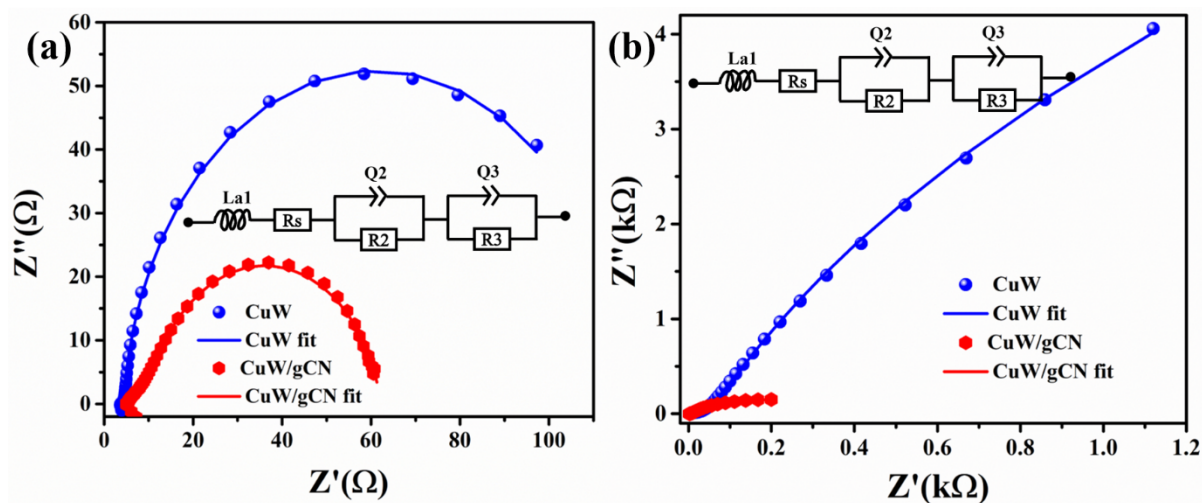 (a)
60
50
40
30
20
10
0
Z''(Ω)
La1
Rs
Q2
R2
Q3
R3
CuW
CuW fit
CuW/gCN
CuW/gCN fit
20 40 60 80 100
Z'(Ω)
(b)
4
3
2
1
0
Z''(kΩ)
La1
Rs
Q2
R2
Q3
R3
CuW
CuW fit
CuW/gCN
CuW/gCN fit
0.0 0.2 0.4 0.6 0.8 1.0 1.2
Z'(kΩ)